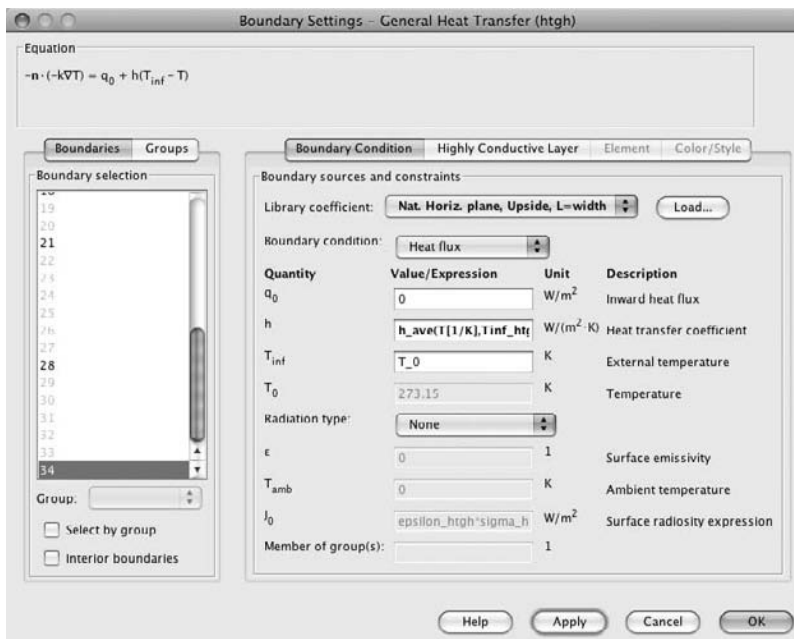 Boundary Settings – General Heat Transfer (htgh)
Equation
-n·(-k∇T) = q0 + h(Tinf - T)
Boundaries Groups
Boundary selection
19
20
21
22
23
24
25
26
27
28
29
30
31
32
33
34
Group:
Select by group
Interior boundaries
Boundary Condition Highly Conductive Layer Element Color/Style
Boundary sources and constraints
Library coefficient: Nat. Horiz. plane, Upside, L=width Load...
Boundary condition: Heat flux
Quantity Value/Expression Unit Description
q0 0 W/m2 Inward heat flux
h h_ave(T[1/K],Tinf_htg W/(m2·K) Heat transfer coefficient
Tinf T_0 K External temperature
T0 273.15 K Temperature
Radiation type: None
ε 0 1 Surface emissivity
Tamb 0 K Ambient temperature
J0 epsilon_htgh*sigma_h W/m2 Surface radiosity expression
Member of group(s): 1
Help Apply Cancel OK